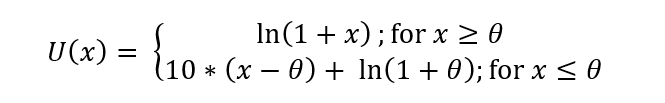 ln(1 + x) ; for x ≥ θ
U(x) = {
10 * (x − θ) + ln(1 + θ); for x ≤ θ